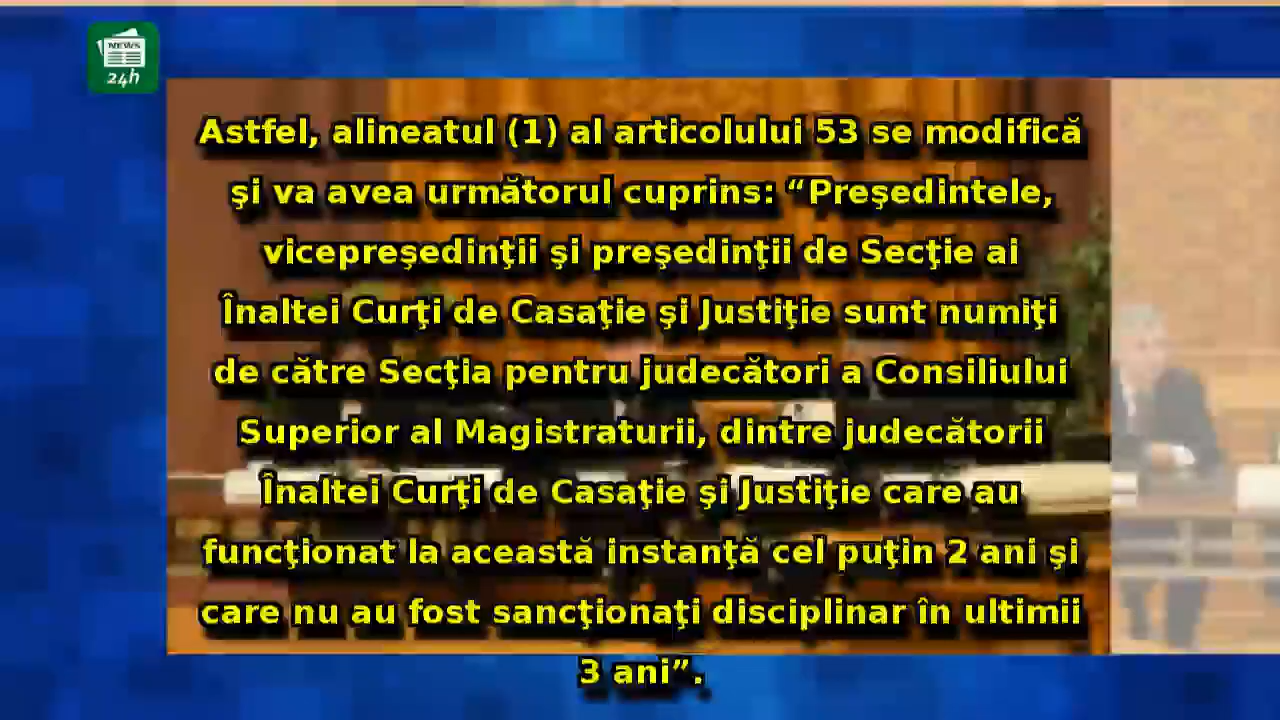 NEWS
24h
Astfel, alineatul (1) al articolului 53 se modifică
şi va avea următorul cuprins: “Preşedintele,
vicepreşedinţii şi preşedinţii de Secţie ai
Înaltei Curţi de Casaţie şi Justiţie sunt numiţi
de către Secţia pentru judecători a Consiliului
Superior al Magistraturii, dintre judecătorii
Înaltei Curţi de Casaţie şi Justiţie care au
funcţionat la această instanţă cel puţin 2 ani şi
care nu au fost sancţionaţi disciplinar în ultimii
3 ani”.